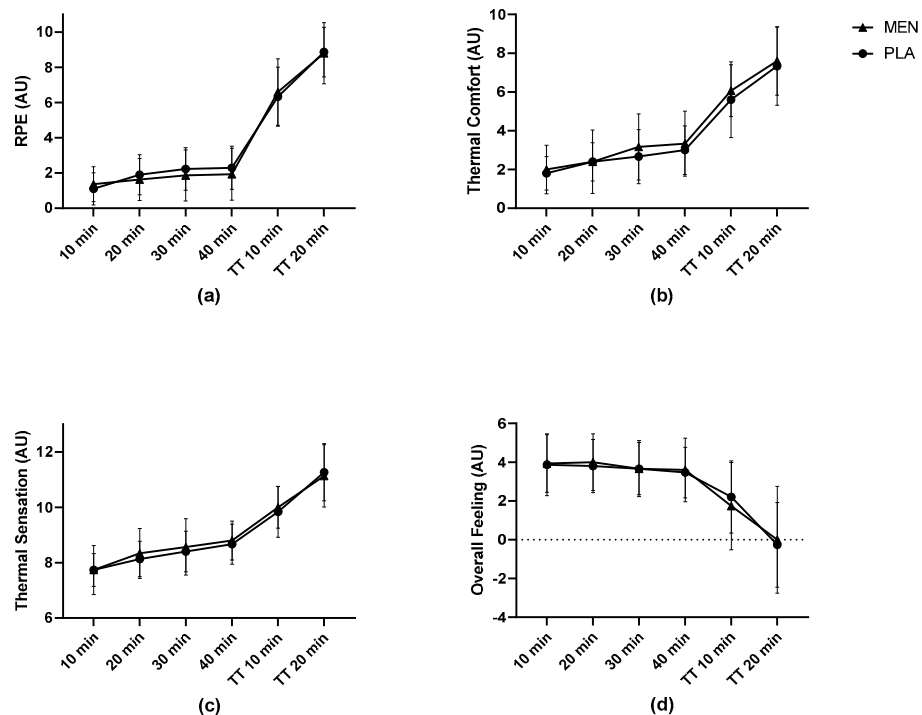 MEN
PLA
RPE (AU)
10
8
6
4
2
0
10 min
20 min
30 min
40 min
TT 10 min
TT 20 min
(a)
Thermal Comfort (AU)
10
8
6
4
2
0
10 min
20 min
30 min
40 min
TT 10 min
TT 20 min
(b)
Thermal Sensation (AU)
12
10
8
6
10 min
20 min
30 min
40 min
TT 10 min
TT 20 min
(c)
Overall Feeling (AU)
6
4
2
0
-2
-4
10 min
20 min
30 min
40 min
TT 10 min
TT 20 min
(d)